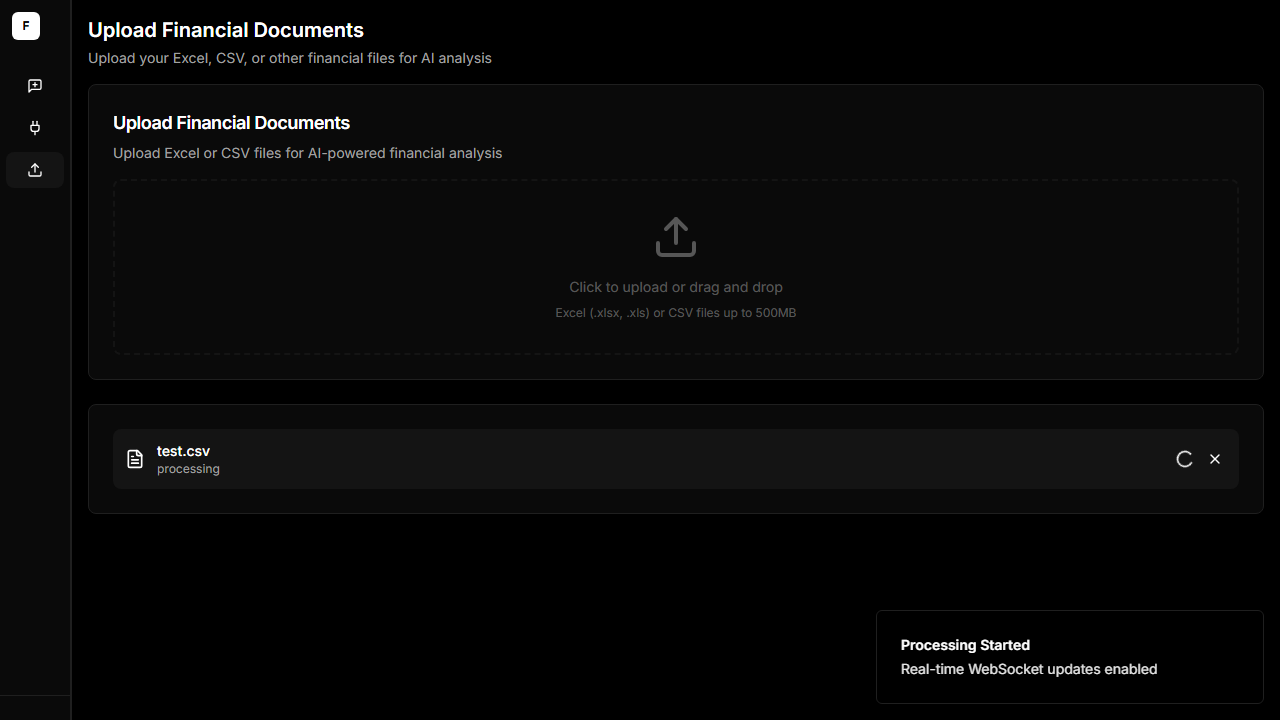 F
Upload Financial Documents
Upload your Excel, CSV, or other financial files for AI analysis
Upload Financial Documents
Upload Excel or CSV files for AI-powered financial analysis
Click to upload or drag and drop
Excel (.xlsx, .xls) or CSV files up to 500MB
test.csv
processing
Processing Started
Real-time WebSocket updates enabled